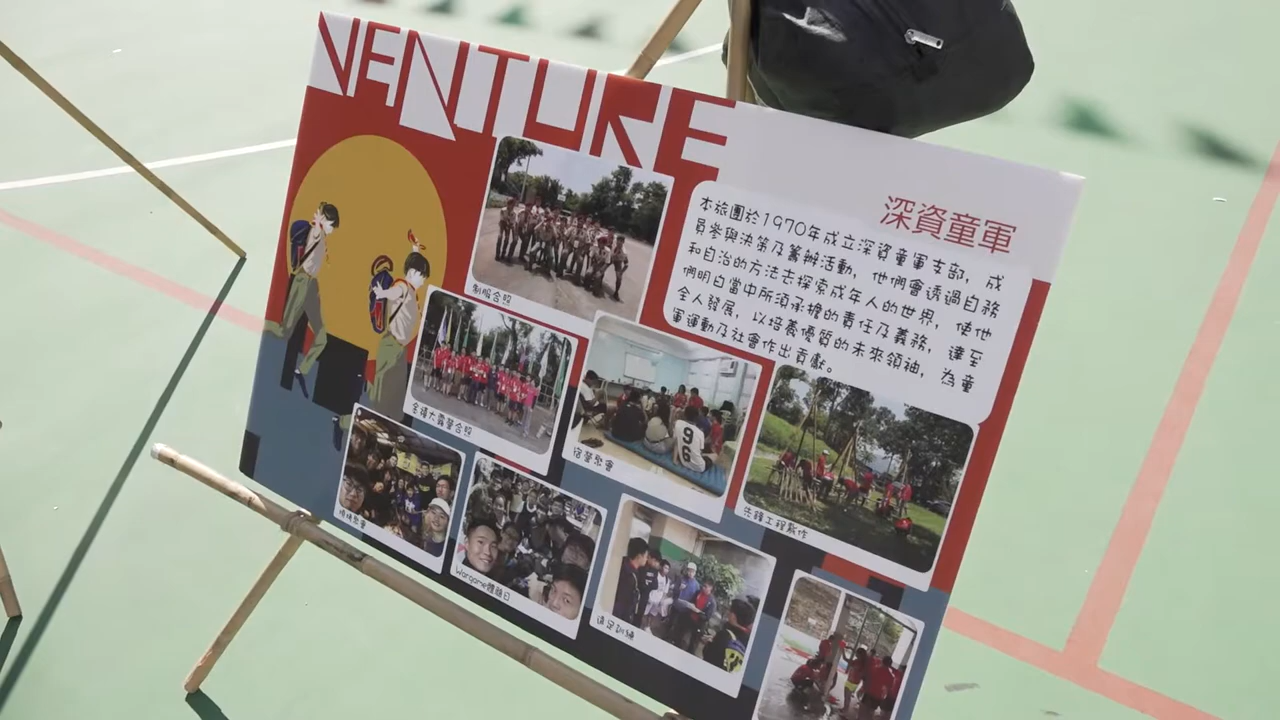 VENTURE
深資童軍
本旅團於1970年成立深資童軍支部，成
員參與決策及籌辦活動，他們會透過自務
和自治的方法去探索成年人的世界，使他
們明白當中所須承擔的責任及義務，達至
全人發展，以培養優質的未來領袖，為童
軍運動及社會作出貢獻。
制服合照
全體大露營合照
宿營聚會
先鋒工程製作
Wargame體驗日
遠足訓練
96